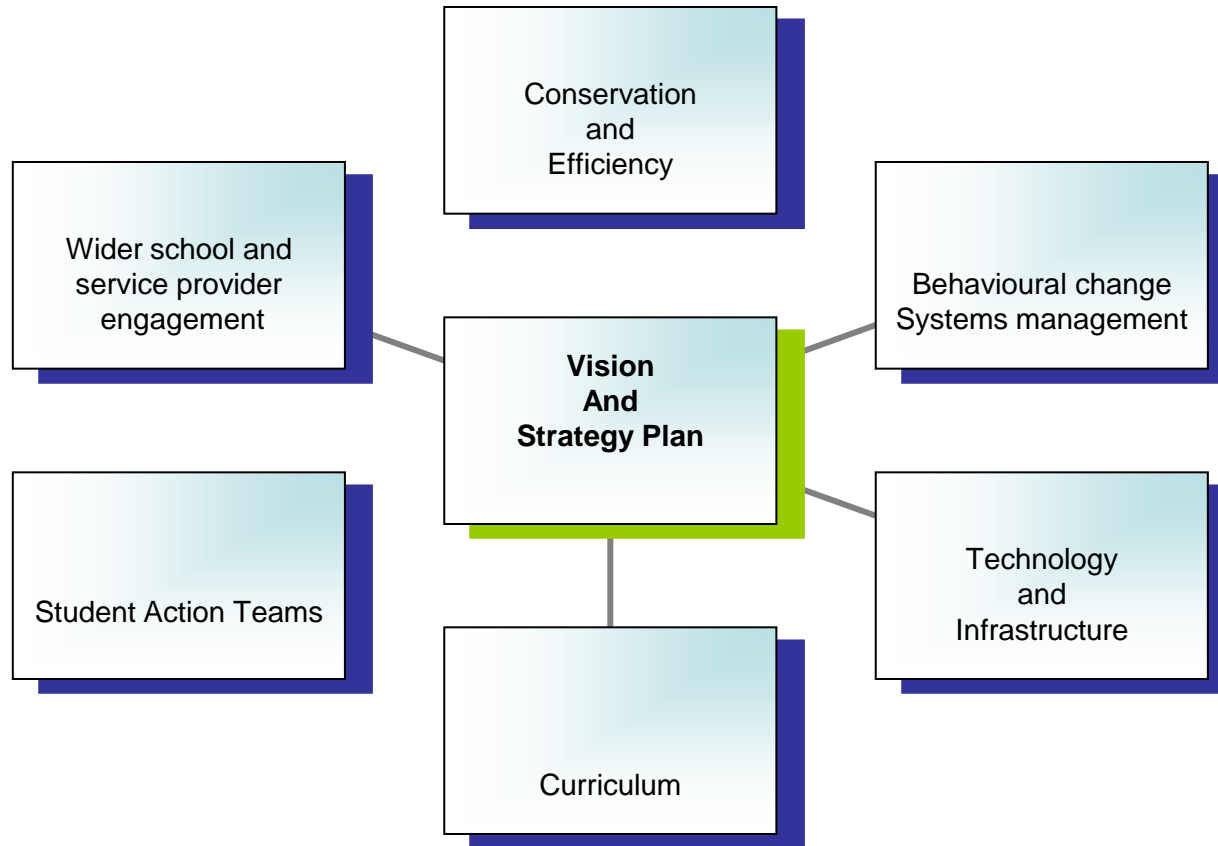 Conservation
and
Efficiency
Wider school and
service provider
engagement
Behavioural change
Systems management
Vision
And
Strategy Plan
Student Action Teams
Technology
and
Infrastructure
Curriculum